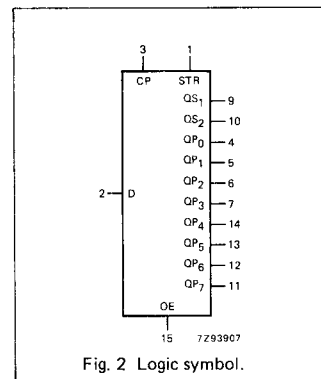 3 1
CP STR
QS₁ 9
QS₂ 10
QP₀ 4
QP₁ 5
QP₂ 6
2 D
QP₃ 7
QP₄ 14
QP₅ 13
QP₆ 12
QP₇ 11
OE
15 7Z93907
Fig. 2 Logic symbol.